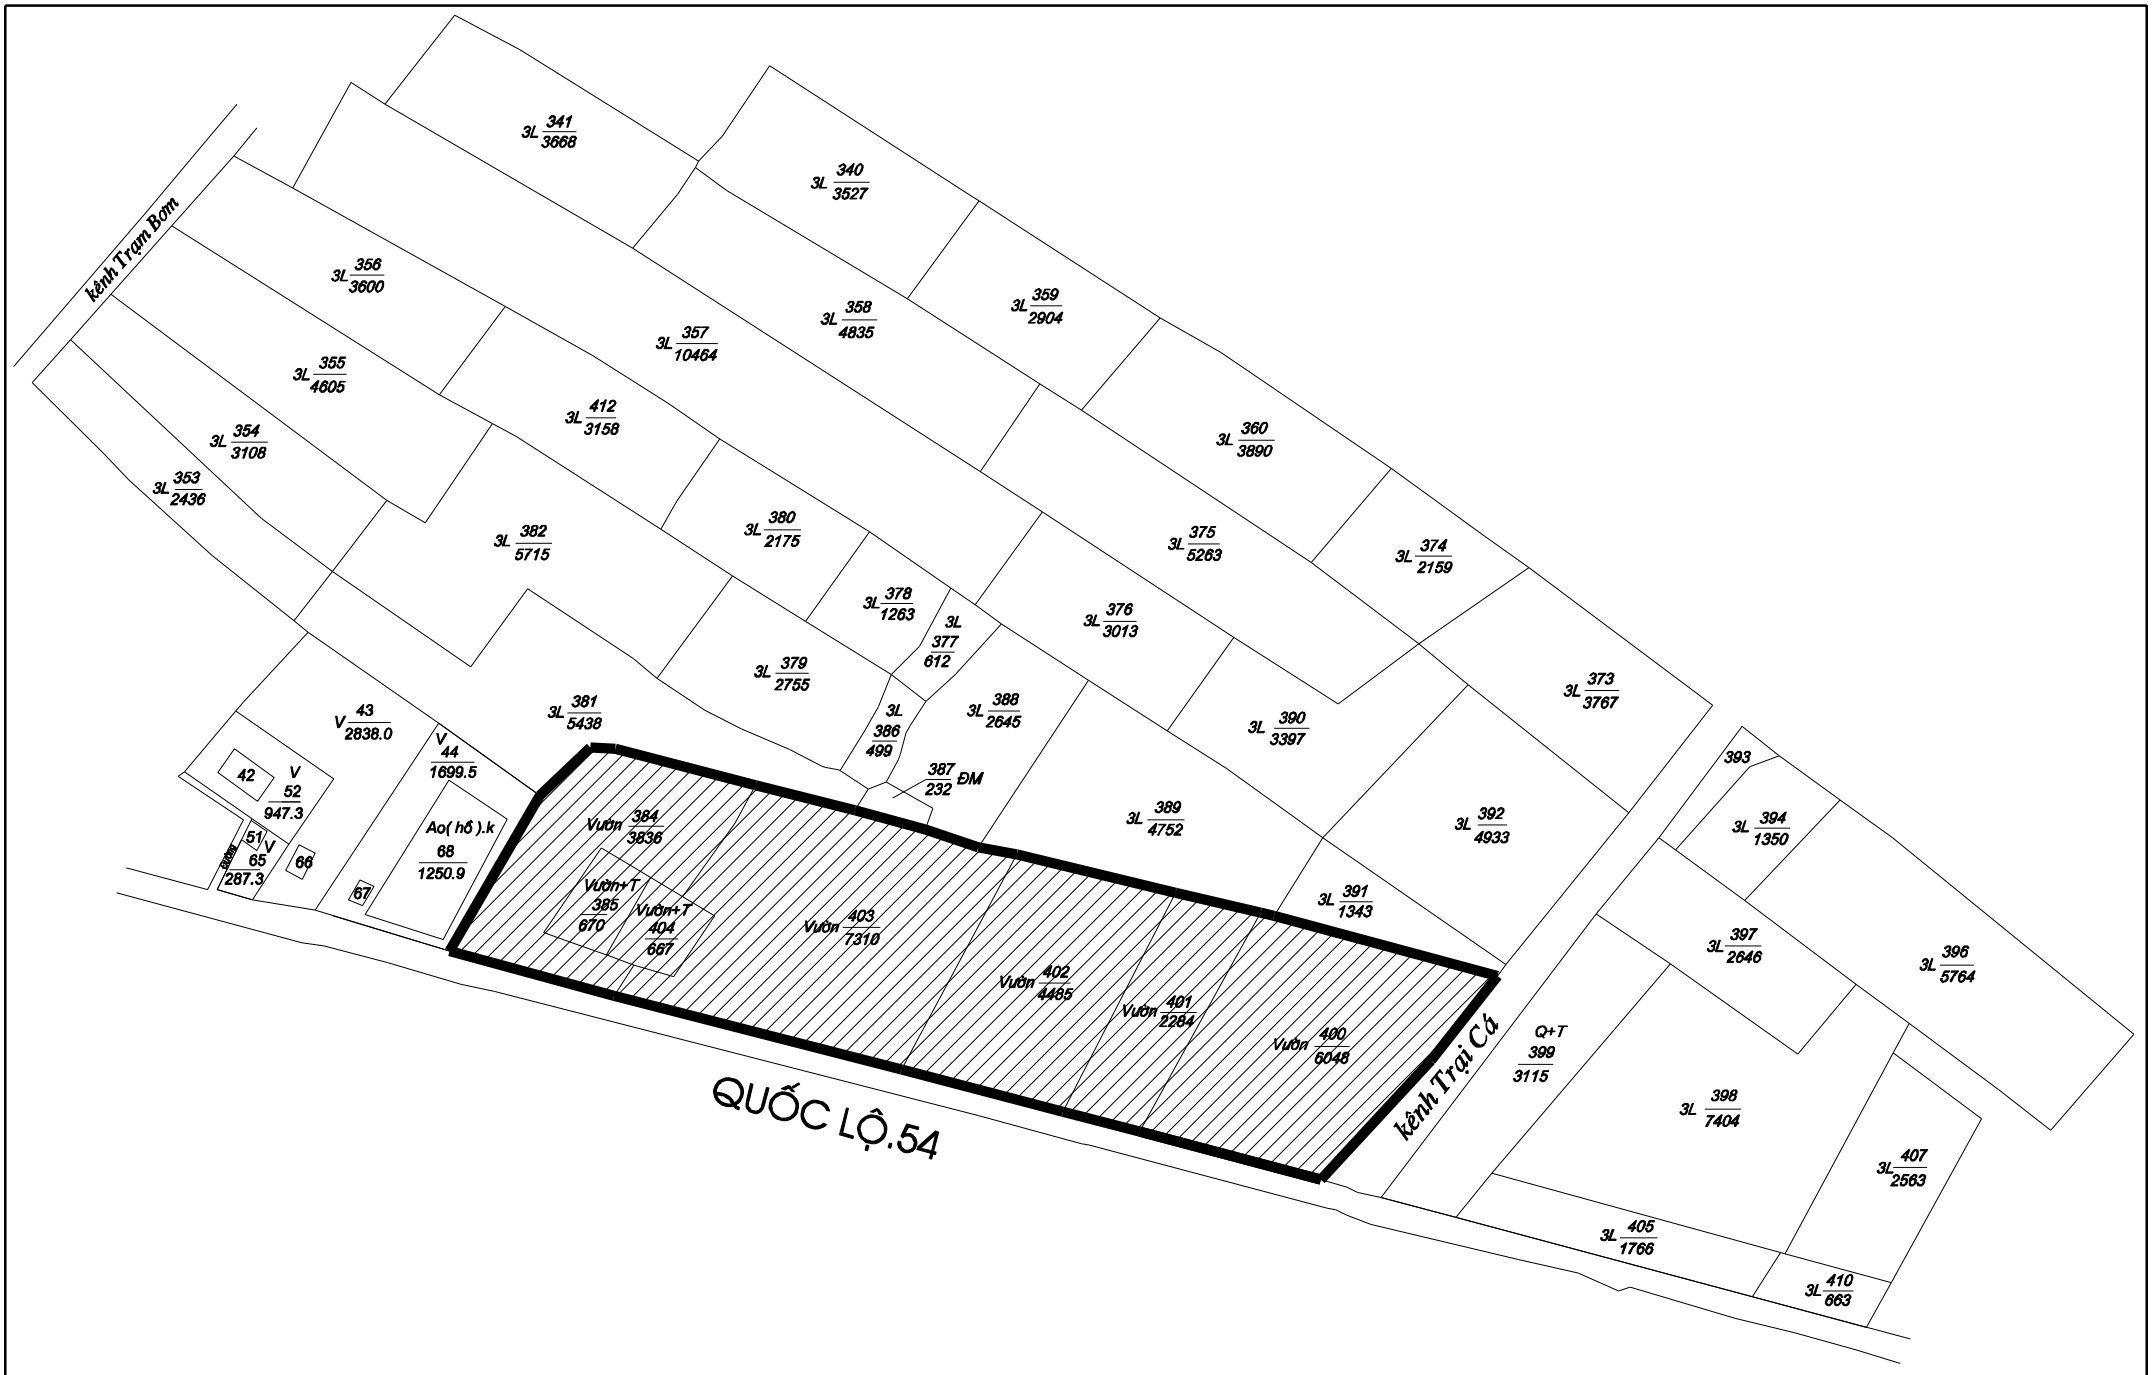 341
3L
3668
340
3L
3527
kênh Trạm Bơm
356
3L
3600
359
3L
2904
358
3L
4835
357
3L
10464
355
3L
4605
412
3L
3158
354
3L
3108
360
3L
3890
353
3L
2436
380
3L
2175
382
3L
5715
375
3L
5263
374
3L
2159
378
3L
1263
376
3L
3013
3L
377
612
379
3L
2755
373
3L
3767
388
3L
2645
381
3L
5438
3L
386
499
390
3L
3397
43
V
2838.0
V
44
1699.5
42
V
52
947.3
387 ĐM
232
393
389
3L
4752
392
3L
4933
394
3L
1350
384
Vườn
3836
Ao( hồ ).k
68
1250.9
51
V
65
287.3
Đường
66
67
Vườn+T
385
670
Vườn+T
404
667
403
Vườn
7310
391
3L
1343
397
3L
2646
396
3L
5764
402
Vườn
4485
401
Vườn
2284
400
Vườn
6048
kênh Trại Cá
Q+T
399
3115
398
3L
7404
QUỐC LỘ.54
407
3L
2563
405
3L
1766
410
3L
663